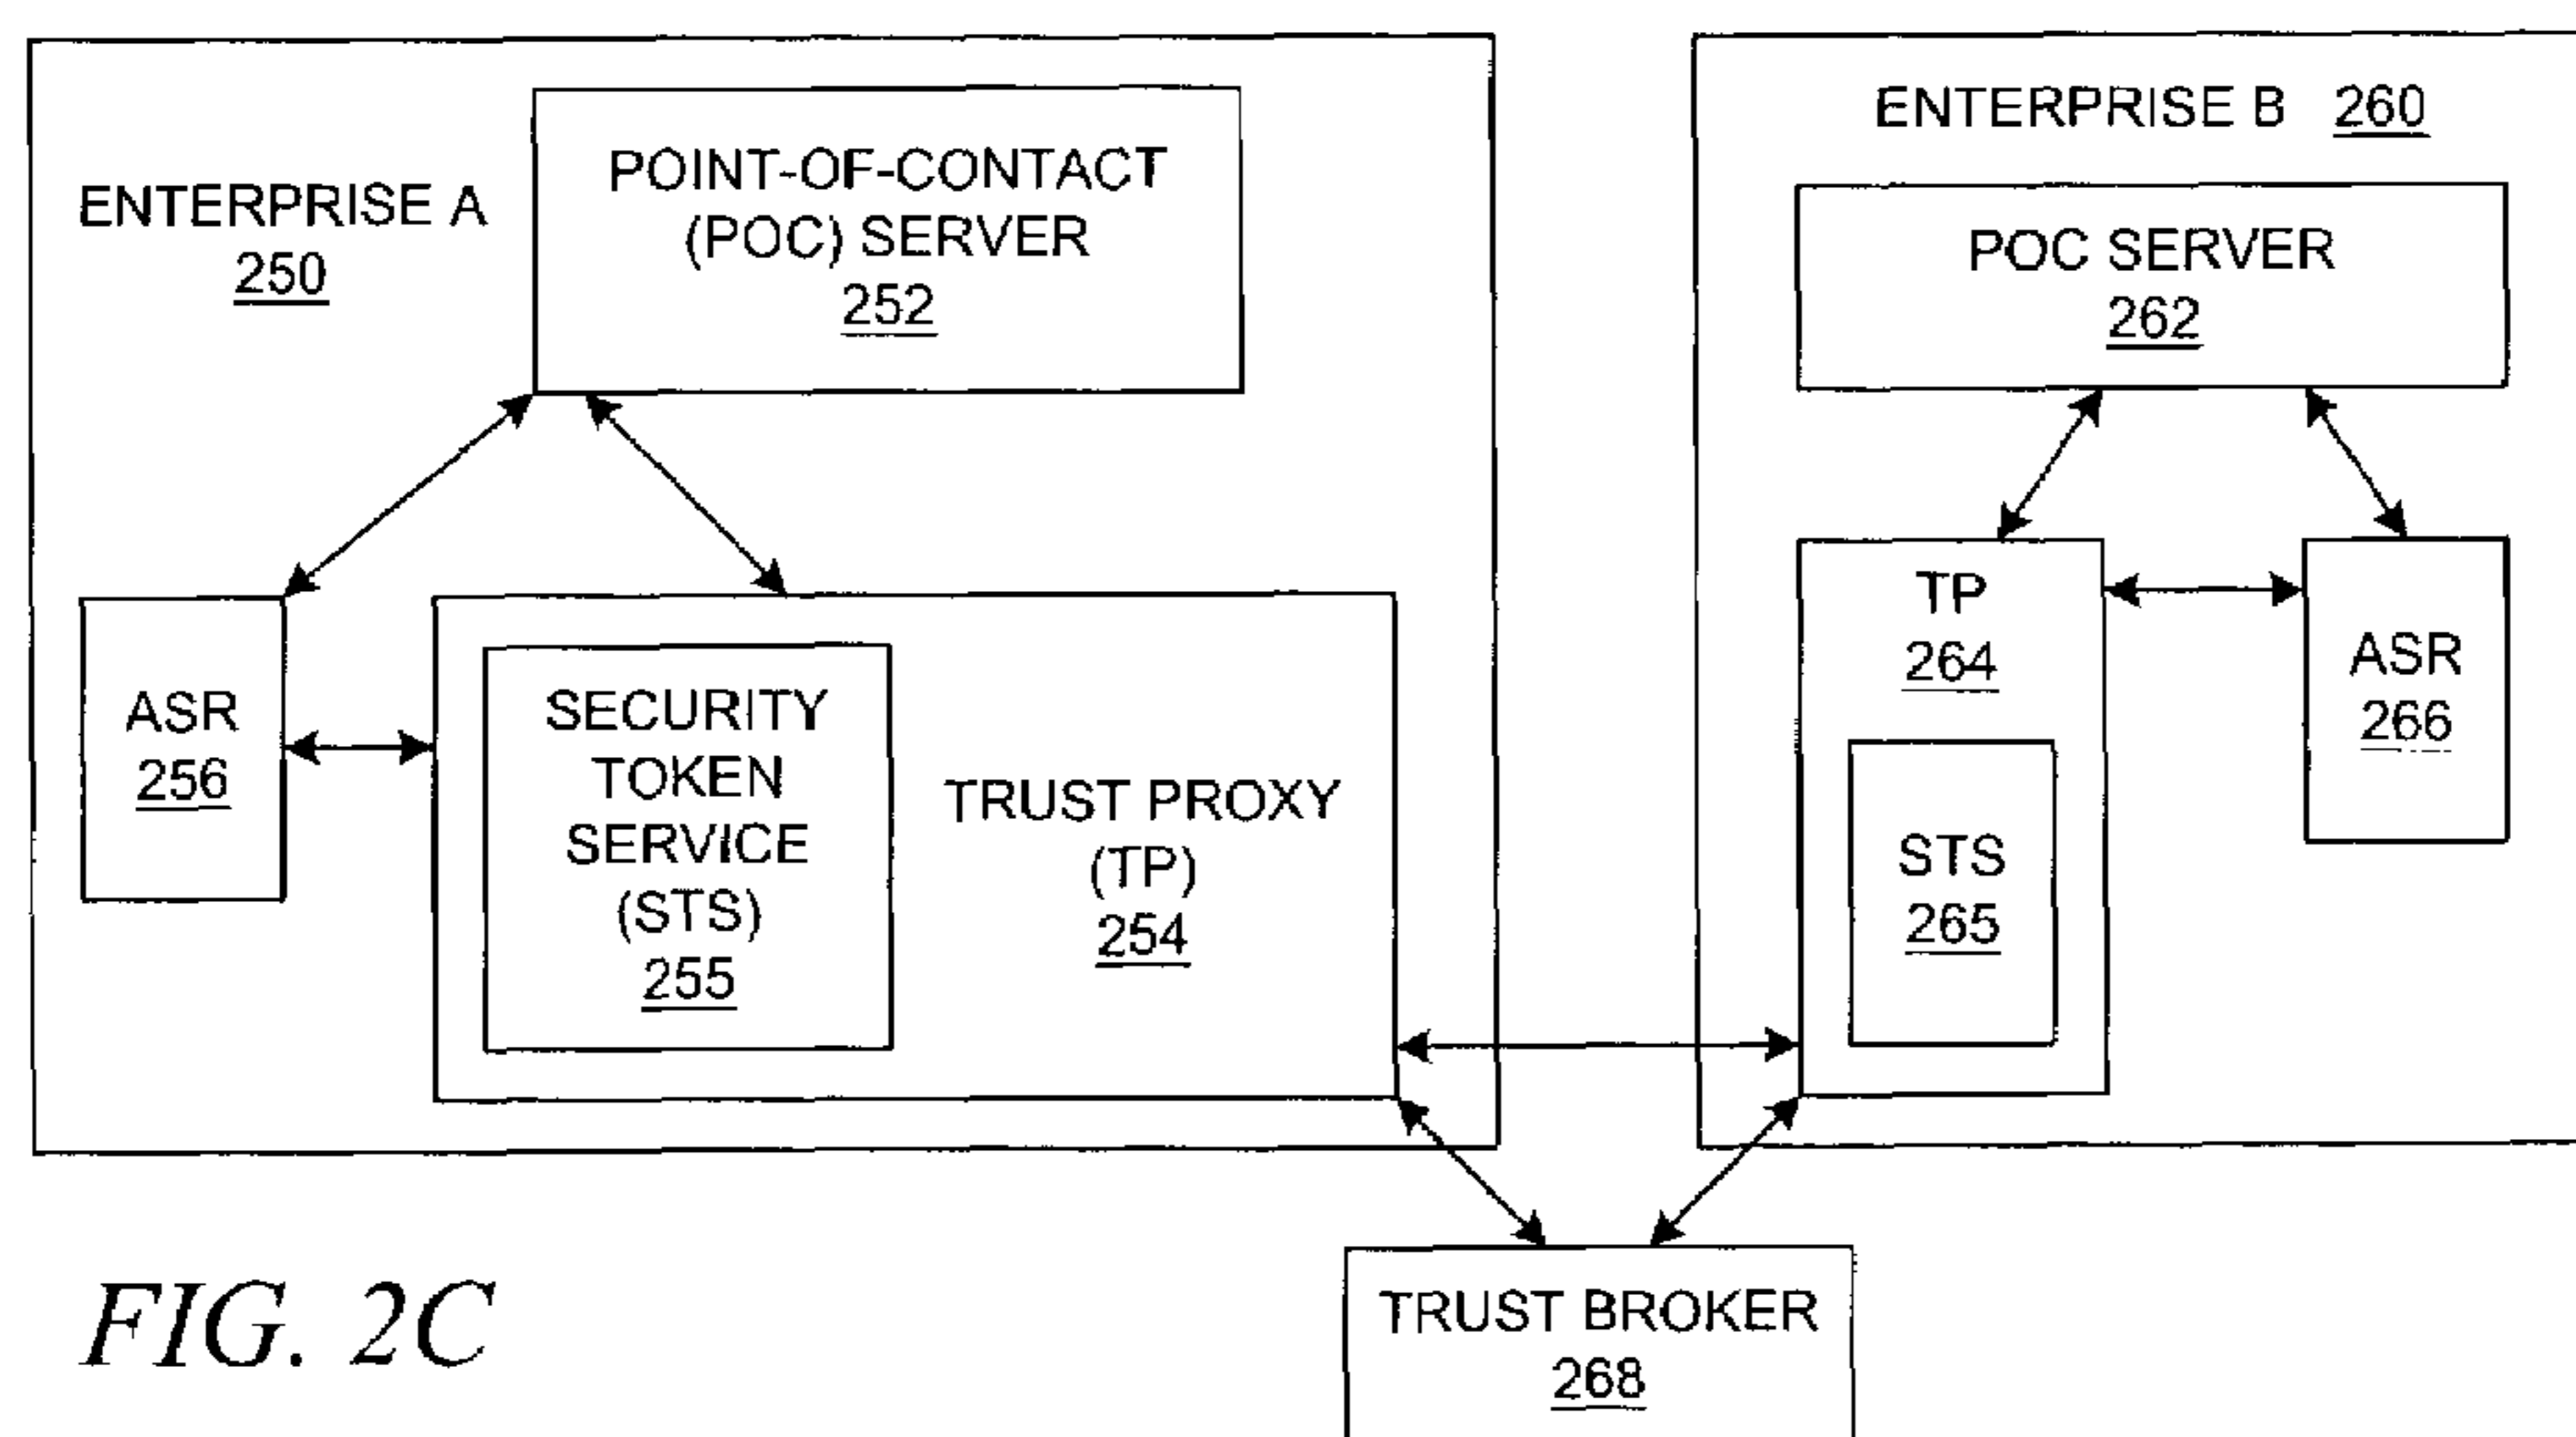 ENTERPRISE A
250
POINT-OF-CONTACT
(POC) SERVER
252
ASR
256
SECURITY
TOKEN
SERVICE
(STS)
255
TRUST PROXY
(TP)
254
ENTERPRISE B 260
POC SERVER
262
TP
264
STS
265
ASR
266
TRUST BROKER
268
FIG. 2C